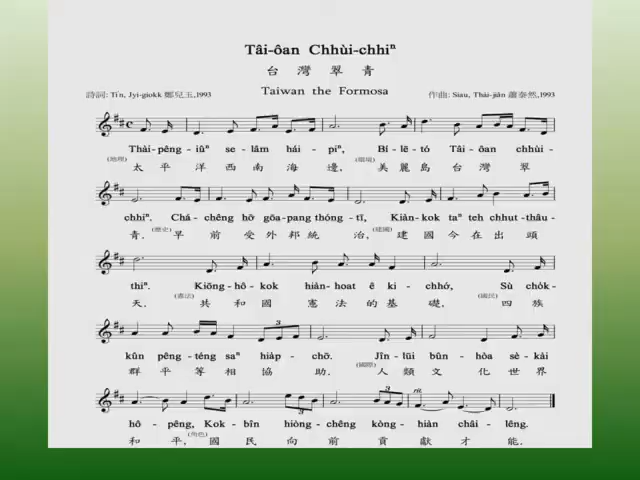 Tâi-ôan Chhùi-chhiⁿ
台灣翠青
詩詞: Tīⁿ, Jyi-giokk 鄭兒玉,1993
Taiwan the Formosa
作曲: Siau, Thài-jiân 蕭泰然,1993
Thài-pêng-iûⁿ se-lâm hái-piⁿ, Bí-lē-tó Tâi-ôan chhùi-
(地理) 太平洋西南海邊, (環境) 美麗島台灣翠
chhiⁿ. Chá-chêng hō gōa-pang thóng-tī, Kiàn-kok taⁿ teh chhut-thâu-
青. (歷史) 早前受外邦統治, (建國) 建國今在出頭
thiⁿ. Kiōng-hô-kok hiàn-hoat ê ki-chhó, Sù chók-
天. (憲法) 共和國憲法的基礎, (國民) 四族
kûn pêng-téng saⁿ hiàp-chō. Jîn-lūi bûn-hòa sè-kài
群平等相協助. (國際) 人類文化世界
hô-pêng, Kok-bîn hiòng-chêng kòng-hiàn châi-lêng.
和平, (角色) 國民向前貢獻才能.